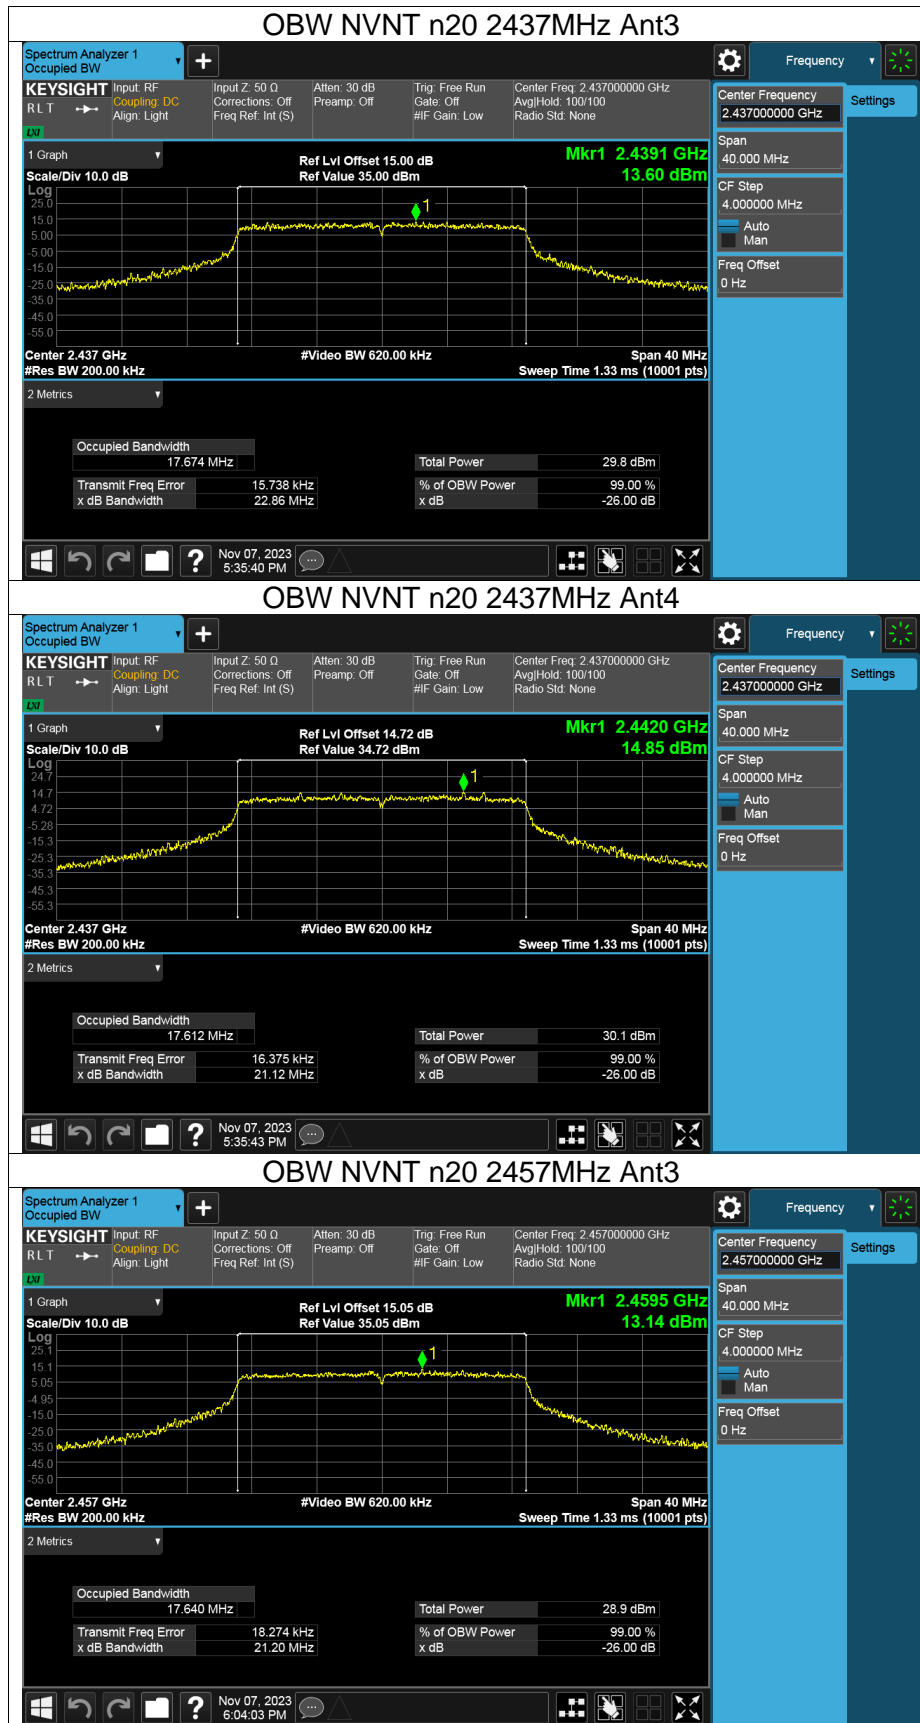 OBW NVNT n20 2437MHz Ant3
Spectrum Analyzer 1
Occupied BW
+
Frequency
KEYSIGHT
RLT
LXI
Input: RF
Coupling: DC
Align: Light
Input Z: 50 Ω
Corrections: Off
Freq Ref: Int (S)
Atten: 30 dB
Preamp: Off
Trig: Free Run
Gate: Off
#IF Gain: Low
Center Freq: 2.437000000 GHz
Avg|Hold: 100/100
Radio Std: None
Center Frequency
2.437000000 GHz
Settings
Span
40.000 MHz
CF Step
4.000000 MHz
Auto
Man
Freq Offset
0 Hz
1 Graph
Scale/Div 10.0 dB
Ref Lvl Offset 15.00 dB
Ref Value 35.00 dBm
Mkr1 2.4391 GHz
13.60 dBm
Log
25.0
15.0
5.00
-5.00
-15.0
-25.0
-35.0
-45.0
-55.0
1
Center 2.437 GHz
#Res BW 200.00 kHz
#Video BW 620.00 kHz
Span 40 MHz
Sweep Time 1.33 ms (10001 pts)
2 Metrics
Occupied Bandwidth
17.674 MHz
Total Power 29.8 dBm
Transmit Freq Error 15.738 kHz
% of OBW Power 99.00 %
x dB Bandwidth 22.86 MHz
x dB -26.00 dB
?
Nov 07, 2023
5:35:40 PM
OBW NVNT n20 2437MHz Ant4
Spectrum Analyzer 1
Occupied BW
+
Frequency
KEYSIGHT
RLT
LXI
Input: RF
Coupling: DC
Align: Light
Input Z: 50 Ω
Corrections: Off
Freq Ref: Int (S)
Atten: 30 dB
Preamp: Off
Trig: Free Run
Gate: Off
#IF Gain: Low
Center Freq: 2.437000000 GHz
Avg|Hold: 100/100
Radio Std: None
Center Frequency
2.437000000 GHz
Settings
Span
40.000 MHz
CF Step
4.000000 MHz
Auto
Man
Freq Offset
0 Hz
1 Graph
Scale/Div 10.0 dB
Ref Lvl Offset 14.72 dB
Ref Value 34.72 dBm
Mkr1 2.4420 GHz
14.85 dBm
Log
24.7
14.7
4.72
-5.28
-15.3
-25.3
-35.3
-45.3
-55.3
1
Center 2.437 GHz
#Res BW 200.00 kHz
#Video BW 620.00 kHz
Span 40 MHz
Sweep Time 1.33 ms (10001 pts)
2 Metrics
Occupied Bandwidth
17.612 MHz
Total Power 30.1 dBm
Transmit Freq Error 16.375 kHz
% of OBW Power 99.00 %
x dB Bandwidth 21.12 MHz
x dB -26.00 dB
?
Nov 07, 2023
5:35:43 PM
OBW NVNT n20 2457MHz Ant3
Spectrum Analyzer 1
Occupied BW
+
Frequency
KEYSIGHT
RLT
LXI
Input: RF
Coupling: DC
Align: Light
Input Z: 50 Ω
Corrections: Off
Freq Ref: Int (S)
Atten: 30 dB
Preamp: Off
Trig: Free Run
Gate: Off
#IF Gain: Low
Center Freq: 2.457000000 GHz
Avg|Hold: 100/100
Radio Std: None
Center Frequency
2.457000000 GHz
Settings
Span
40.000 MHz
CF Step
4.000000 MHz
Auto
Man
Freq Offset
0 Hz
1 Graph
Scale/Div 10.0 dB
Ref Lvl Offset 15.05 dB
Ref Value 35.05 dBm
Mkr1 2.4595 GHz
13.14 dBm
Log
25.1
15.1
5.05
-4.95
-15.0
-25.0
-35.0
-45.0
-55.0
1
Center 2.457 GHz
#Res BW 200.00 kHz
#Video BW 620.00 kHz
Span 40 MHz
Sweep Time 1.33 ms (10001 pts)
2 Metrics
Occupied Bandwidth
17.640 MHz
Total Power 28.9 dBm
Transmit Freq Error 18.274 kHz
% of OBW Power 99.00 %
x dB Bandwidth 21.20 MHz
x dB -26.00 dB
?
Nov 07, 2023
6:04:03 PM